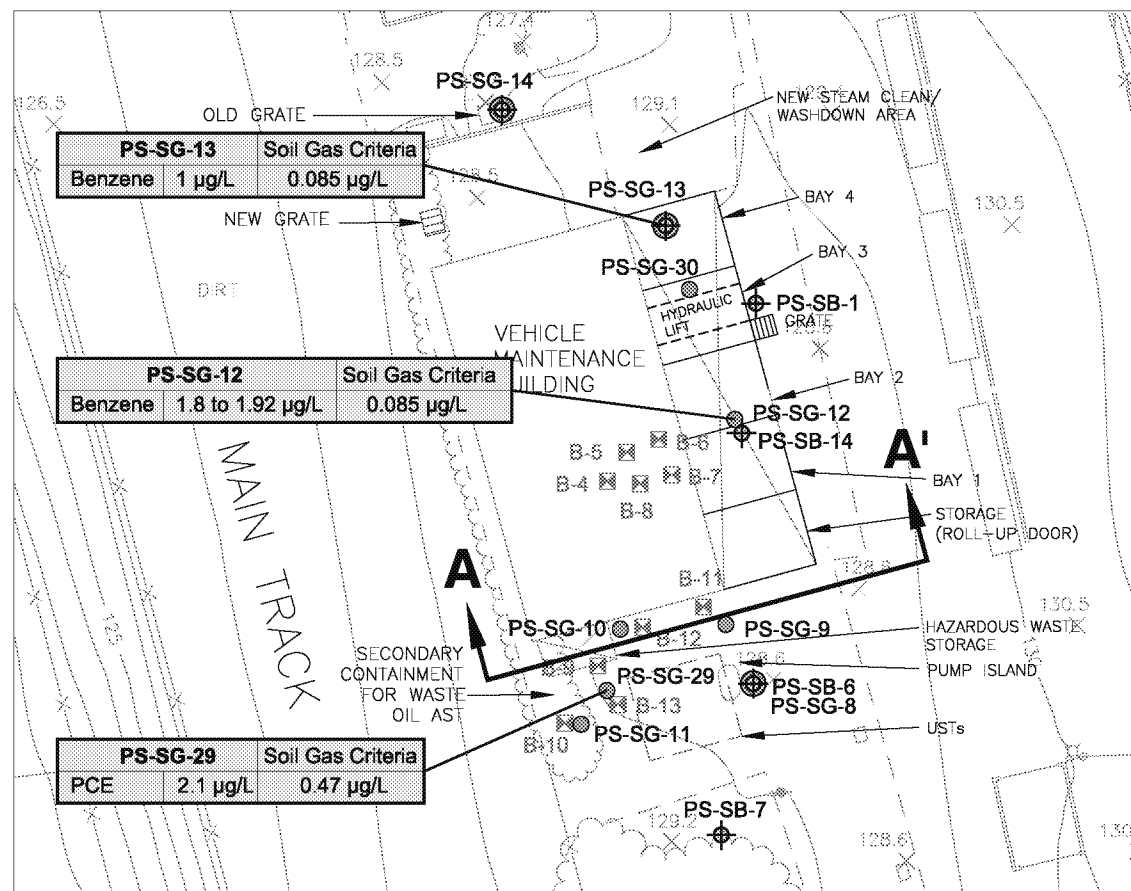 127.4
128.5
PS-SG-14
126.5
129.1
NEW STEAM CLEAN/
WASHDOWN AREA
OLD GRATE
PS-SG-13 Soil Gas Criteria
Benzene 1 µg/L 0.085 µg/L
128.5
PS-SG-13
BAY 4
130.5
NEW GRATE
BAY 3
PS-SG-30
DIRT
HYDRAULIC
LIFT
PS-SB-1
GRATE
VEHICLE
MAINTENANCE
BUILDING
PS-SG-12 Soil Gas Criteria
Benzene 1.8 to 1.92 µg/L 0.085 µg/L
BAY 2
PS-SG-12
PS-SB-14
B-6
B-5
B-7
B-4
B-8
MAIN TRACK
A'
BAY 1
STORAGE
(ROLL-UP DOOR)
A
B-11
128.8
130.5
PS-SG-10
B-12
PS-SG-9
HAZARDOUS WASTE
STORAGE
SECONDARY
CONTAINMENT
FOR WASTE
OIL AST
128.6
PUMP ISLAND
PS-SG-29
PS-SB-6
PS-SG-8
B-13
B-10
PS-SG-11
USTs
PS-SG-29 Soil Gas Criteria
PCE 2.1 µg/L 0.47 µg/L
PS-SB-7
129.2
128.6
130